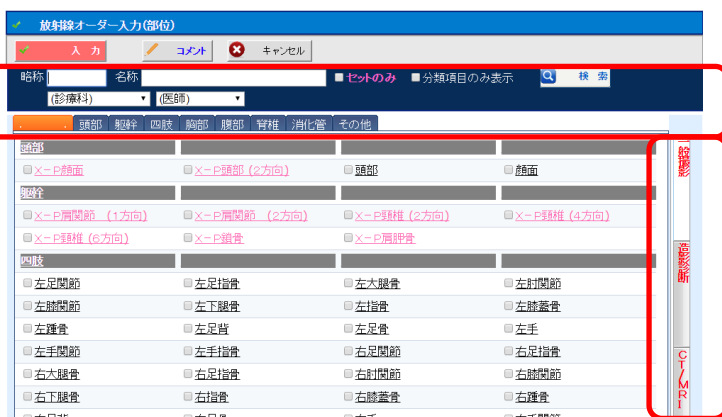 放射線オーダー入力(部位)
入 力 コメント キャンセル
略称 名称 セットのみ 分類項目のみ表示 検 索
(診療科) (医師)
頭部 躯幹 四肢 胸部 腹部 脊椎 消化管 その他
頭部
X－P顔面 X－P頭部 (2方向) 頭部 顔面
躯幹
X－P肩関節 (1方向) X－P肩関節 (2方向) X－P頸椎 (2方向) X－P頸椎 (4方向)
X－P頸椎 (6方向) X－P鎖骨 X－P肩胛骨
四肢
左足関節 左足指骨 左大腿骨 左肘関節
左膝関節 左下腿骨 左指骨 左膝蓋骨
左踵骨 左足背 左足骨 左手
左手関節 左手指骨 右足関節 右足指骨
右大腿骨 右足指骨 右肘関節 右膝関節
右下腿骨 右指骨 右膝蓋骨 右踵骨
一般撮影
造影診断
CT/MRI